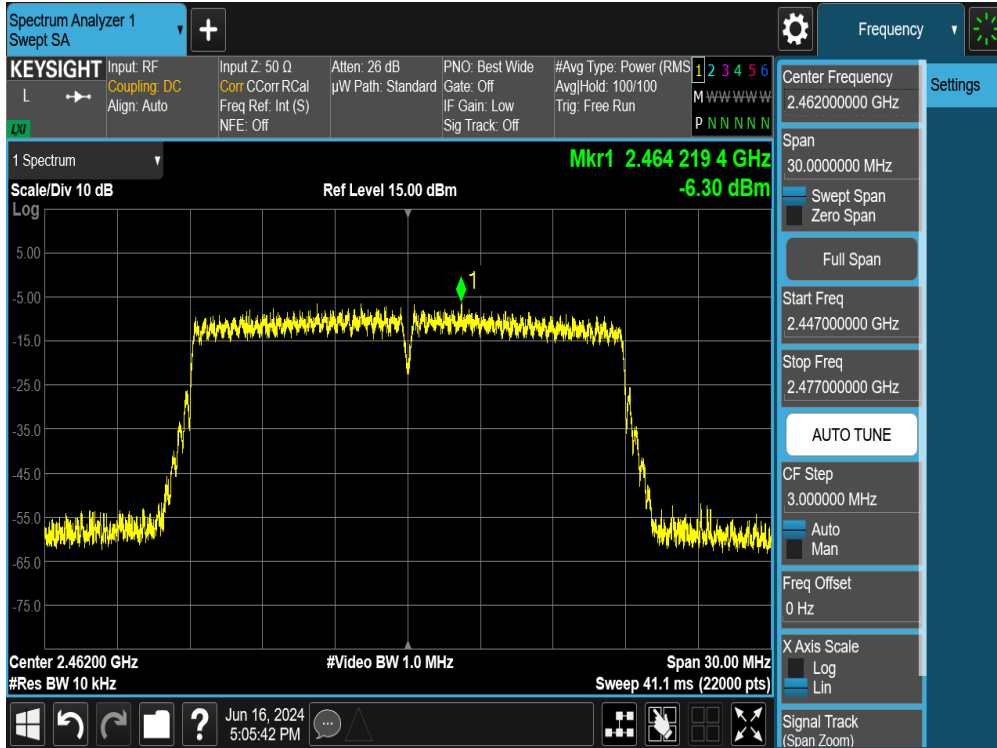 Spectrum Analyzer 1
Swept SA
+
Frequency
KEYSIGHT
L
LXI
Input: RF
Coupling: DC
Align: Auto
Input Z: 50 Ω
Corr CCorr RCal
Freq Ref: Int (S)
NFE: Off
Atten: 26 dB
µW Path: Standard
PNO: Best Wide
Gate: Off
IF Gain: Low
Sig Track: Off
#Avg Type: Power (RMS
Avg|Hold: 100/100
Trig: Free Run
1 2 3 4 5 6
M W W W W W
P N N N N N
1 Spectrum
Scale/Div 10 dB
Log
Ref Level 15.00 dBm
Mkr1 2.464 219 4 GHz
-6.30 dBm
5.00
-5.00
-15.0
-25.0
-35.0
-45.0
-55.0
-65.0
-75.0
1
Center 2.46200 GHz
#Res BW 10 kHz
#Video BW 1.0 MHz
Span 30.00 MHz
Sweep 41.1 ms (22000 pts)
Center Frequency
2.462000000 GHz
Settings
Span
30.0000000 MHz
Swept Span
Zero Span
Full Span
Start Freq
2.447000000 GHz
Stop Freq
2.477000000 GHz
AUTO TUNE
CF Step
3.000000 MHz
Auto
Man
Freq Offset
0 Hz
X Axis Scale
Log
Lin
Signal Track
(Span Zoom)
?
Jun 16, 2024
5:05:42 PM